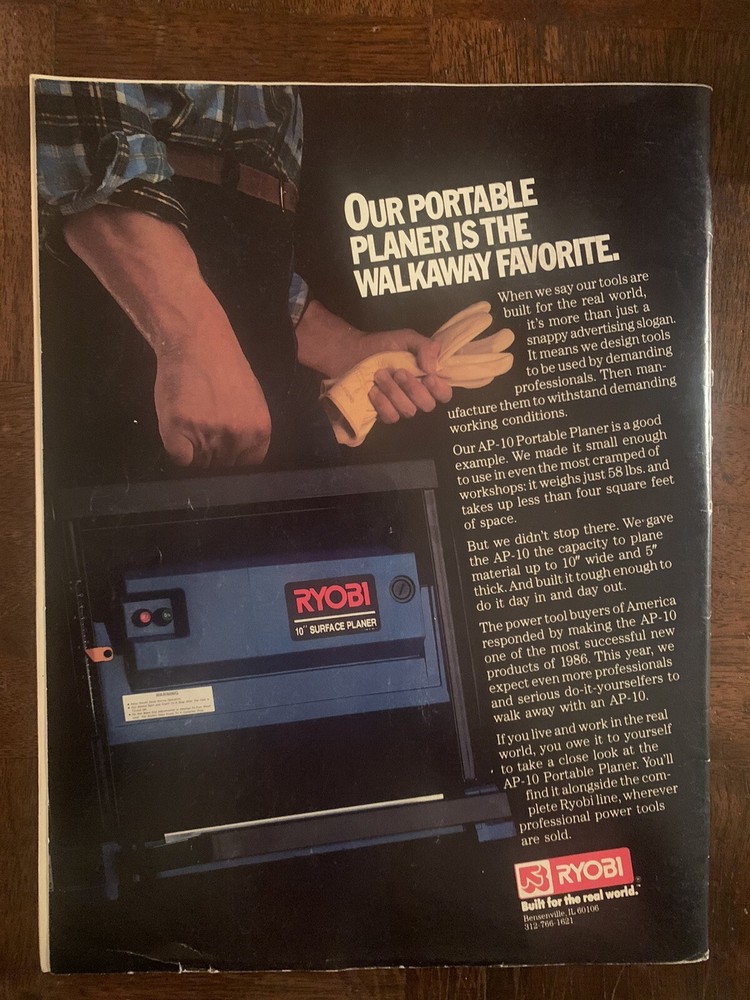 OUR PORTABLE
PLANER IS THE
WALKAWAY FAVORITE.
When we say our tools are
built for the real world,
it's more than just a
snappy advertising slogan.
It means we design tools
to be used by demanding
professionals. Then man-
ufacture them to withstand demanding
working conditions.
Our AP-10 Portable Planer is a good
example. We made it small enough
to use in even the most cramped of
workshops: it weighs just 58 lbs. and
takes up less than four square feet
of space.
But we didn't stop there. We gave
the AP-10 the capacity to plane
material up to 10" wide and 5"
thick. And built it tough enough to
do it day in and day out.
The power tool buyers of America
responded by making the AP-10
one of the most successful new
products of 1986. This year, we
expect even more professionals
and serious do-it-yourselfers to
walk away with an AP-10.
If you live and work in the real
world, you owe it to yourself
to take a close look at the
AP-10 Portable Planer. You'll
find it alongside the com-
plete Ryobi line, wherever
professional power tools
are sold.
RYOBI
10" SURFACE PLANER
WARNING
RYOBI®
Built for the real world.™
Bensenville, IL 60106
312-766-1621